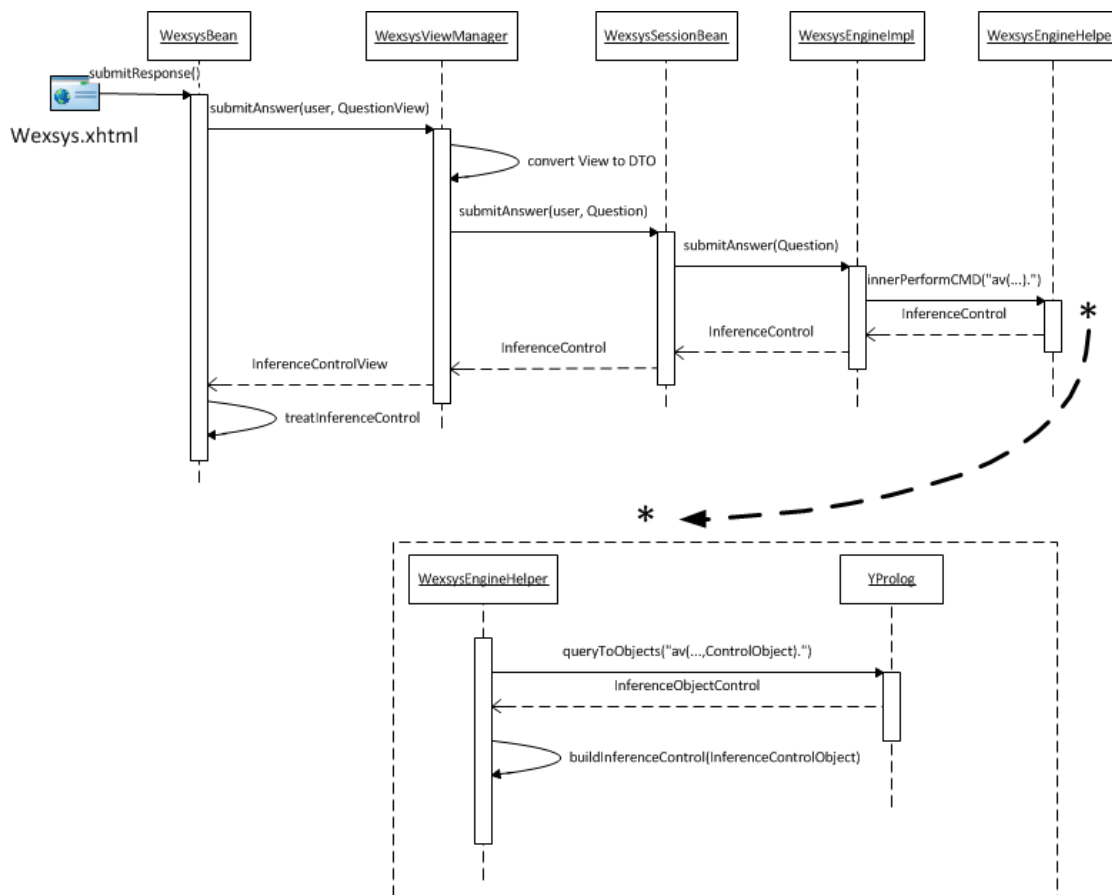 WexsysBean
WexsysViewManager
WexsysSessionBean
WexsysEngineImpl
WexsysEngineHelpe
submitResponse()
Wexsys.xhtml
submitAnswer(user, QuestionView)
convert View to DTO
submitAnswer(user, Question)
submitAnswer(Question)
innerPerformCMD("av(...).")
*
InferenceControl
InferenceControl
InferenceControl
InferenceControlView
treatInferenceControl
*
WexsysEngineHelper
YProlog
queryToObjects("av(...,ControlObject).")
InferenceObjectControl
buildInferenceControl(InferenceControlObject)